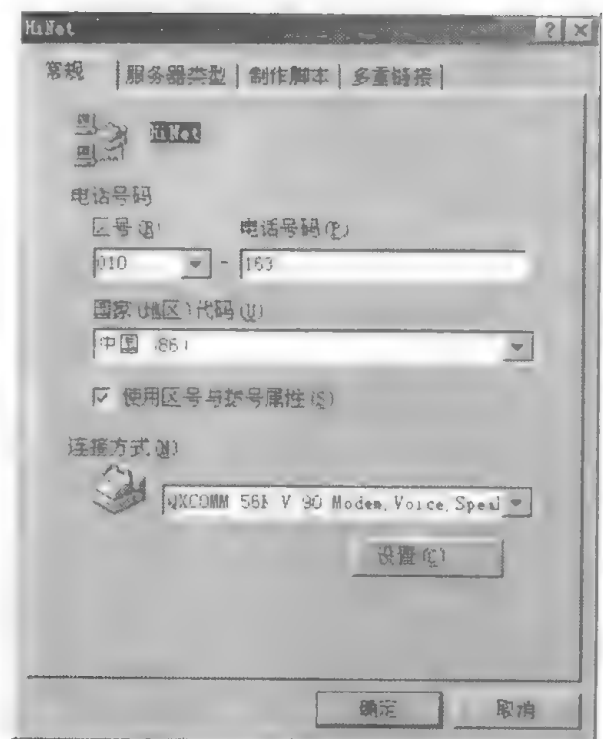 HiNet
常规 服务器类型 制作脚本 多重链接
HiNet
电话号码
区号(R) 电话号码(P)
010 - 163
国家(地区)代码(U)
中国 (86)
使用区号与拨号属性(S)
连接方式(N)
56K V 90 Modem, Voice, Speal
设置(C)
确定 取消